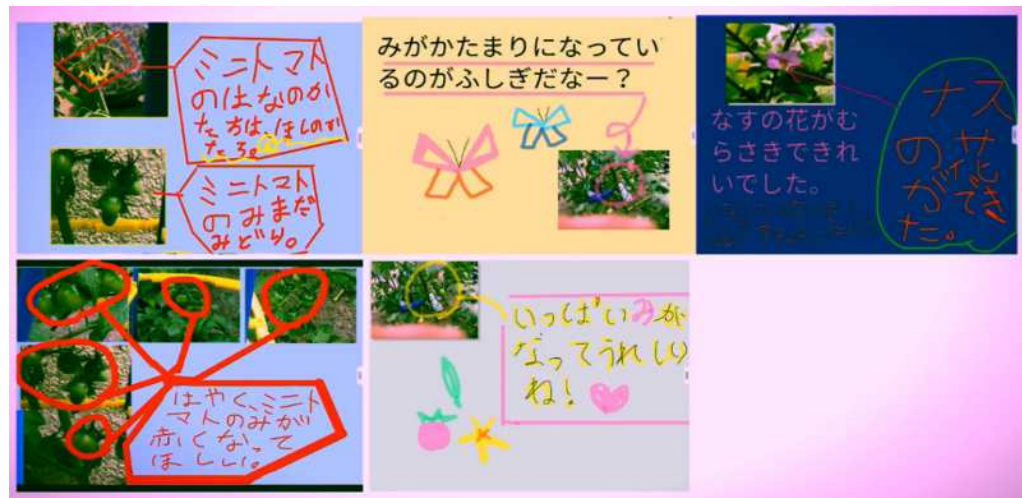 ミニトマト
のはなのか
た方は、ほしのか
たち。
ミニトマト
のみまだ
みどり。
みがかたまりになってい
るのがふしぎだなー？
なすの花がむ
らさきできれ
いでした。
ナス
の花
ができ
た。
はやく、ミニト
マトのみが
赤くなって
ほしい。
いっぱいみが
なってうれしい
ね！